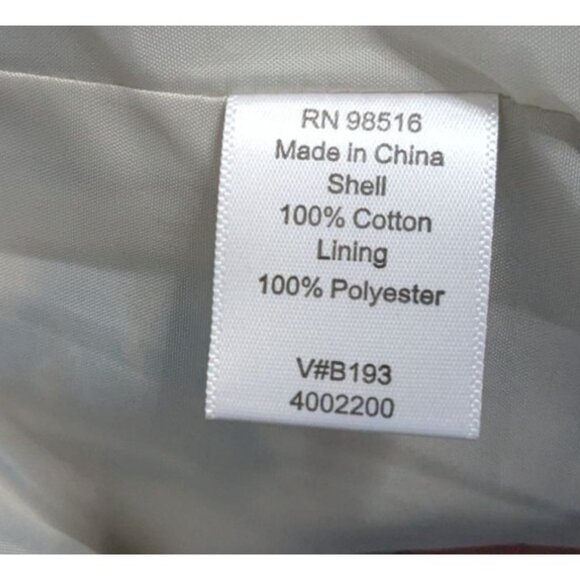 RN 98516
Made in China
Shell
100% Cotton
Lining
100% Polyester
V#B193
4002200